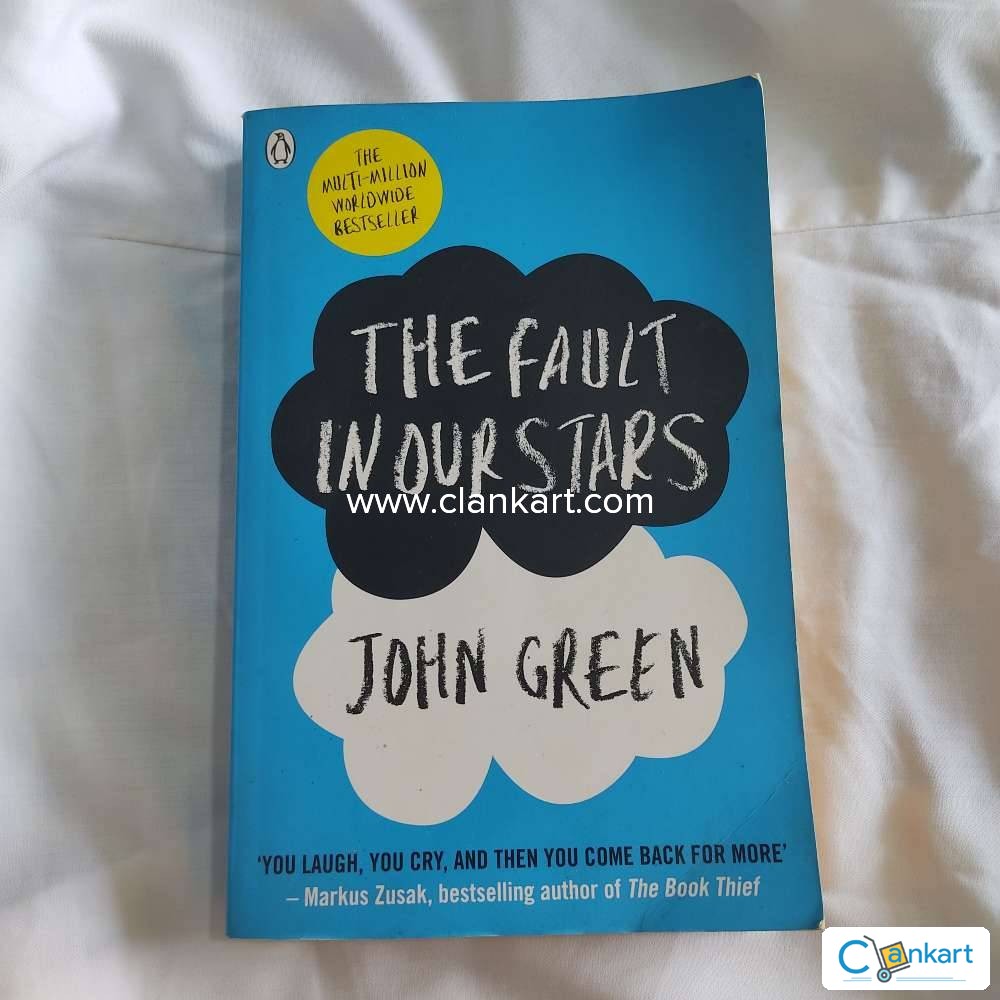 THE
MULTI-MILLION
WORLDWIDE
BESTSELLER
THE FAULT
IN OUR STARS
www.clankart.com
JOHN GREEN
'YOU LAUGH, YOU CRY, AND THEN YOU COME BACK FOR MORE'
– Markus Zusak, bestselling author of The Book Thief
Clankart